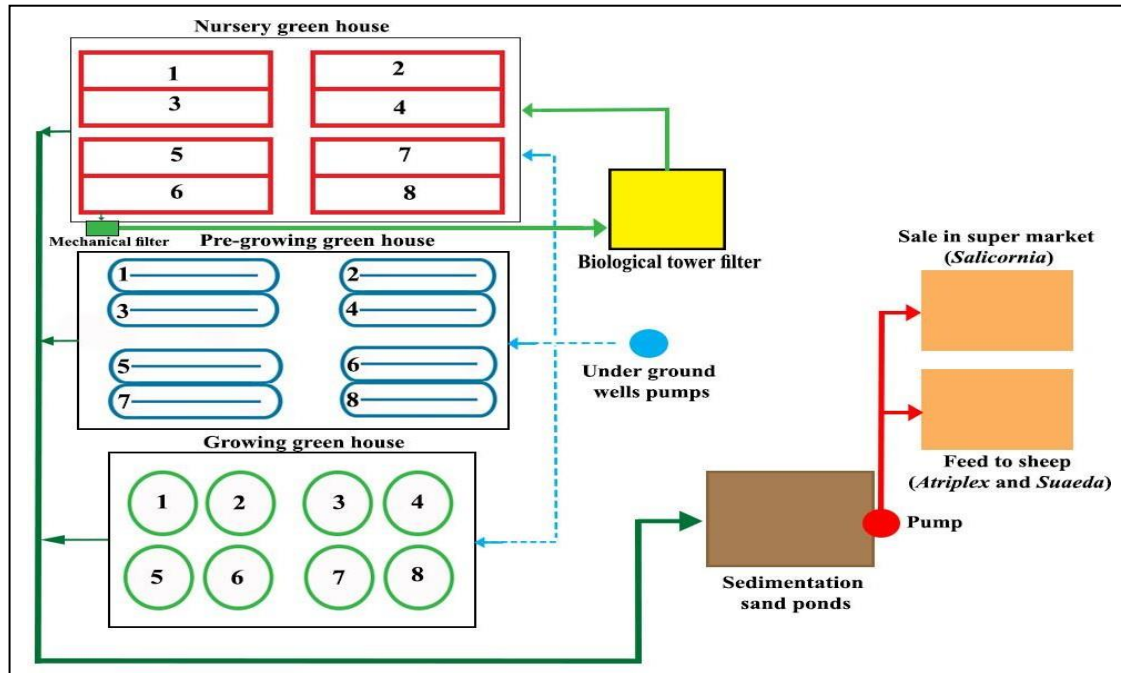 Nursery green house
1
2
3
4
5
7
6
8
Mechanical filter
Biological tower filter
Pre-growing green house
1
2
3
4
5
6
7
8
Under ground
wells pumps
Growing green house
1
2
3
4
5
6
7
8
Sale in super market
(Salicornia)
Feed to sheep
(Atriplex and Suaeda)
Pump
Sedimentation
sand ponds